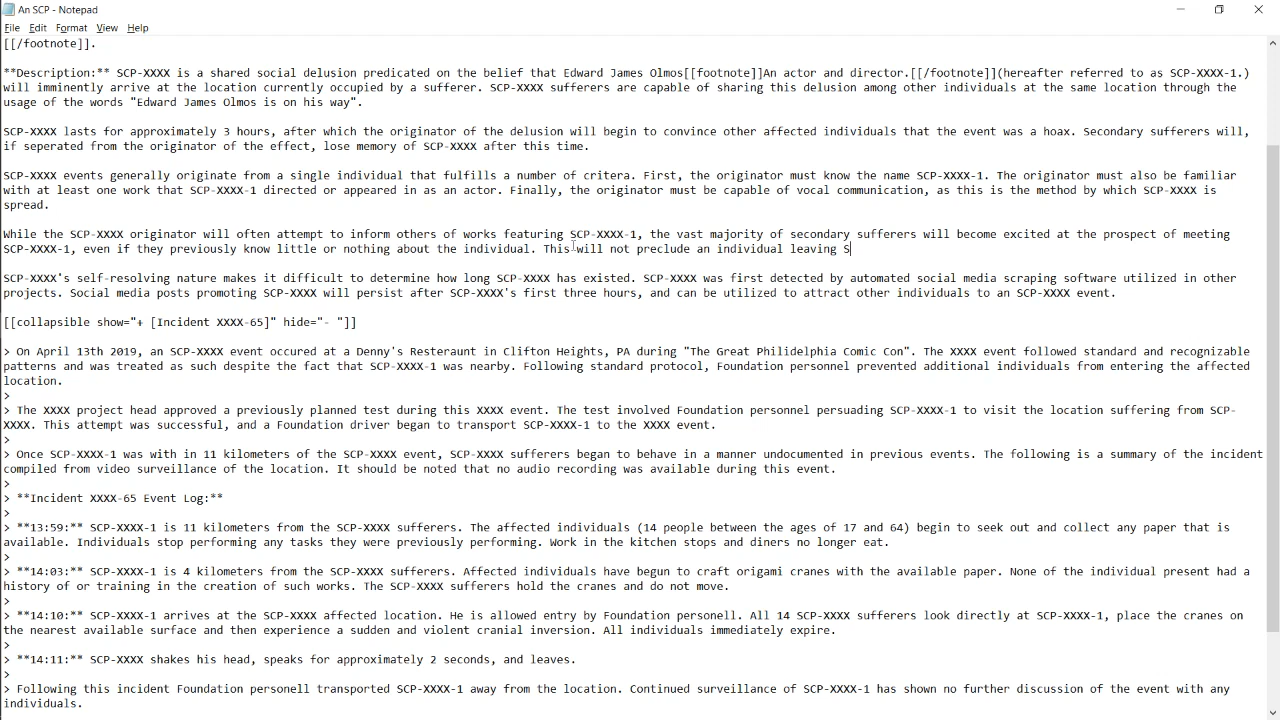 An SCP - Notepad
File Edit Format View Help
[[/footnote]].
**Description:** SCP-XXXX is a shared social delusion predicated on the belief that Edward James Olmos[[footnote]]An actor and director.[[/footnote]](hereafter referred to as SCP-XXXX-1.)
will imminently arrive at the location currently occupied by a sufferer. SCP-XXXX sufferers are capable of sharing this delusion among other individuals at the same location through the
usage of the words "Edward James Olmos is on his way".
SCP-XXXX lasts for approximately 3 hours, after which the originator of the delusion will begin to convince other affected individuals that the event was a hoax. Secondary sufferers will,
if seperated from the originator of the effect, lose memory of SCP-XXXX after this time.
SCP-XXXX events generally originate from a single individual that fulfills a number of critera. First, the originator must know the name SCP-XXXX-1. The originator must also be familiar
with at least one work that SCP-XXXX-1 directed or appeared in as an actor. Finally, the originator must be capable of vocal communication, as this is the method by which SCP-XXXX is
spread.
While the SCP-XXXX originator will often attempt to inform others of works featuring SCP-XXXX-1, the vast majority of secondary sufferers will become excited at the prospect of meeting
SCP-XXXX-1, even if they previously know little or nothing about the individual. This will not preclude an individual leaving S
SCP-XXXX's self-resolving nature makes it difficult to determine how long SCP-XXXX has existed. SCP-XXXX was first detected by automated social media scraping software utilized in other
projects. Social media posts promoting SCP-XXXX will persist after SCP-XXXX's first three hours, and can be utilized to attract other individuals to an SCP-XXXX event.
[[collapsible show="+ [Incident XXXX-65]" hide="- "]]
> On April 13th 2019, an SCP-XXXX event occured at a Denny's Resteraunt in Clifton Heights, PA during "The Great Philidelphia Comic Con". The XXXX event followed standard and recognizable
patterns and was treated as such despite the fact that SCP-XXXX-1 was nearby. Following standard protocol, Foundation personnel prevented additional individuals from entering the affected
location.
>
> The XXXX project head approved a previously planned test during this XXXX event. The test involved Foundation personnel persuading SCP-XXXX-1 to visit the location suffering from SCP-
XXXX. This attempt was successful, and a Foundation driver began to transport SCP-XXXX-1 to the XXXX event.
>
> Once SCP-XXXX-1 was with in 11 kilometers of the SCP-XXXX event, SCP-XXXX sufferers began to behave in a manner undocumented in previous events. The following is a summary of the incident
compiled from video surveillance of the location. It should be noted that no audio recording was available during this event.
>
> **Incident XXXX-65 Event Log:**
>
> **13:59:** SCP-XXXX-1 is 11 kilometers from the SCP-XXXX sufferers. The affected individuals (14 people between the ages of 17 and 64) begin to seek out and collect any paper that is
available. Individuals stop performing any tasks they were previously performing. Work in the kitchen stops and diners no longer eat.
>
> **14:03:** SCP-XXXX-1 is 4 kilometers from the SCP-XXXX sufferers. Affected individuals have begun to craft origami cranes with the available paper. None of the individual present had a
history of or training in the creation of such works. The SCP-XXXX sufferers hold the cranes and do not move.
>
> **14:10:** SCP-XXXX-1 arrives at the SCP-XXXX affected location. He is allowed entry by Foundation personell. All 14 SCP-XXXX sufferers look directly at SCP-XXXX-1, place the cranes on
the nearest available surface and then experience a sudden and violent cranial inversion. All individuals immediately expire.
>
> **14:11:** SCP-XXXX shakes his head, speaks for approximately 2 seconds, and leaves.
>
> Following this incident Foundation personell transported SCP-XXXX-1 away from the location. Continued surveillance of SCP-XXXX-1 has shown no further discussion of the event with any
individuals.